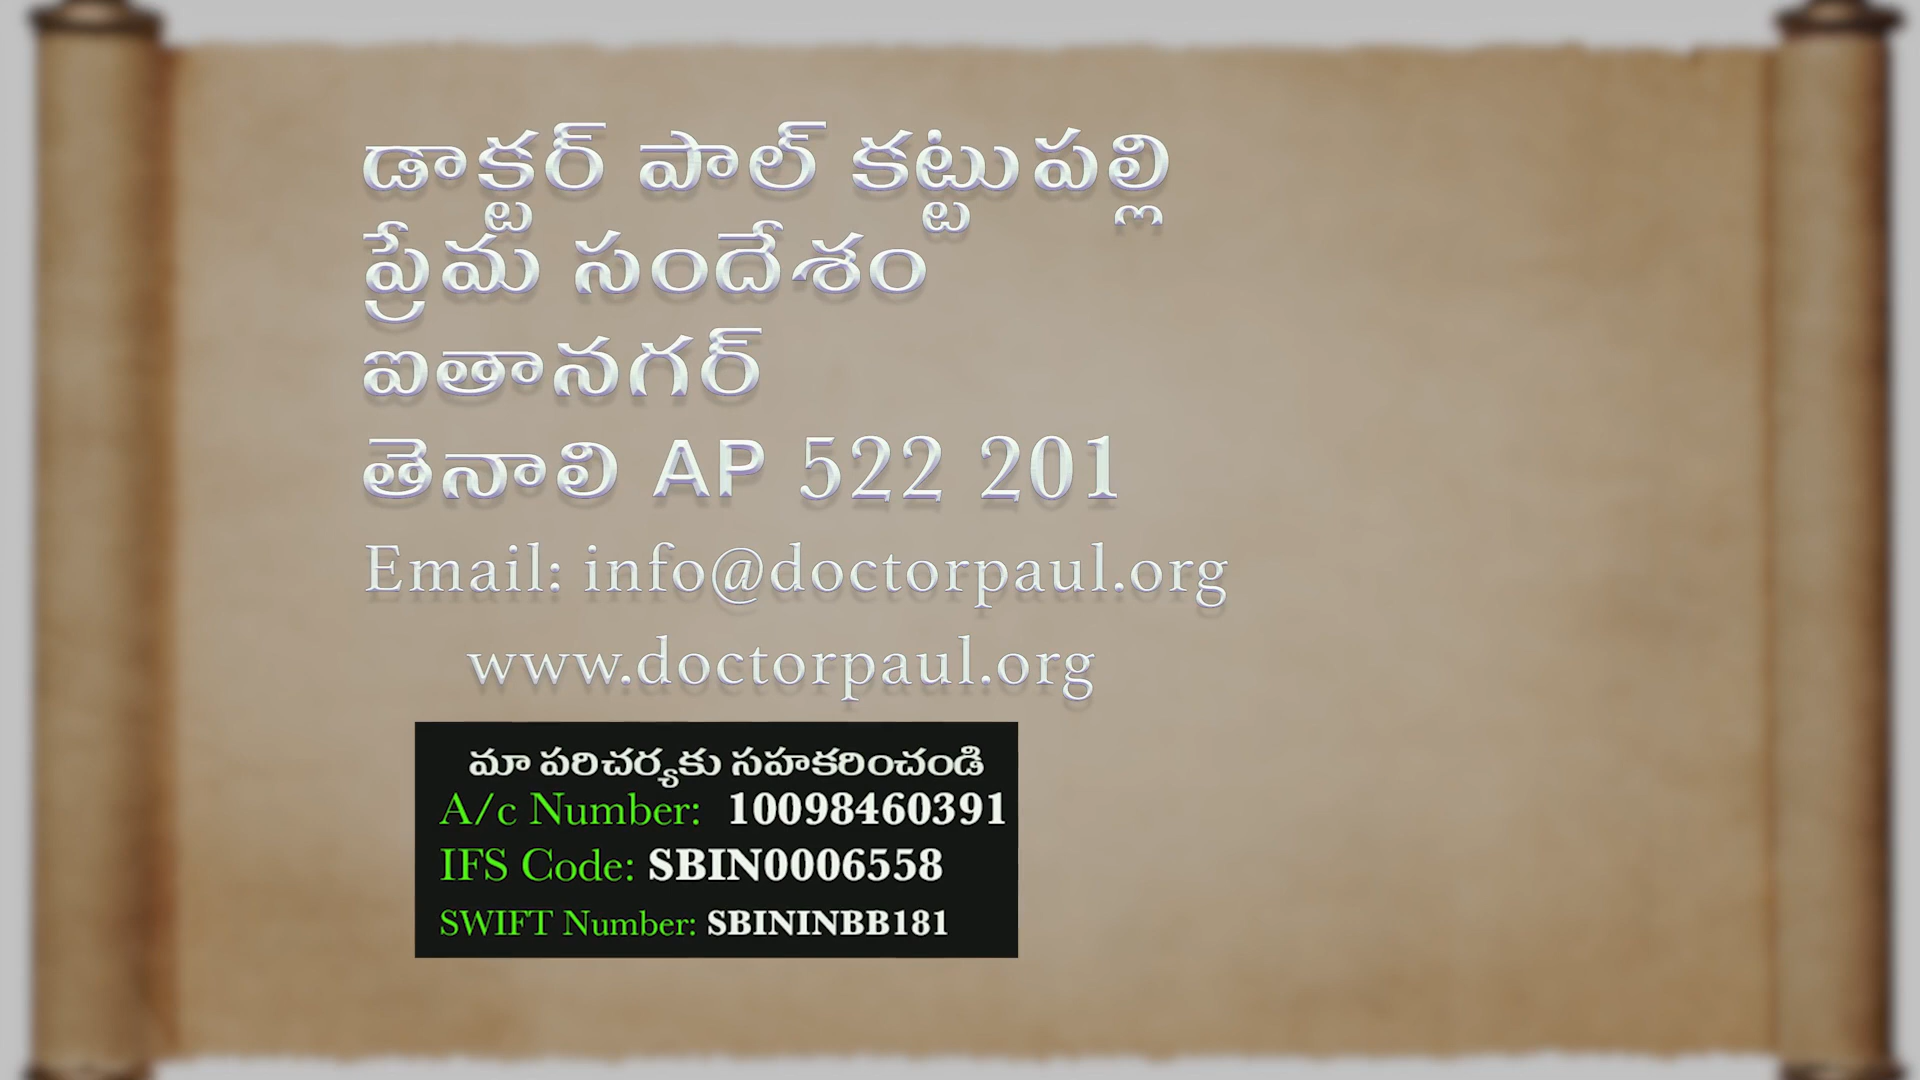 డాక్టర్ పాల్ కట్టుపల్లి
ప్రేమ సందేశం
ఐతానగర్
తెనాలి AP 522 201
Email: info@doctorpaul.org
www.doctorpaul.org
మా పరిచర్యకు సహకరించండి
A/c Number: 10098460391
IFS Code: SBIN0006558
SWIFT Number: SBININBB181